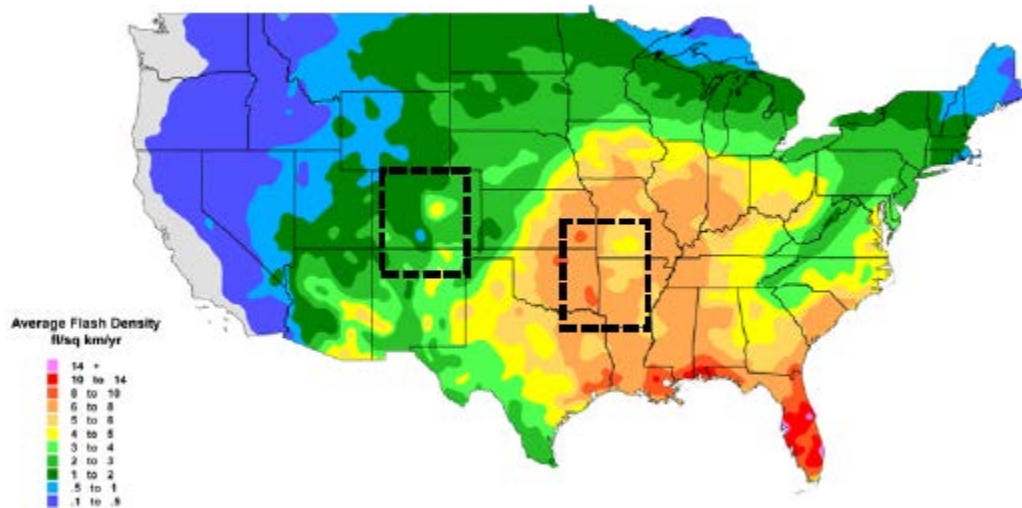 Average Flash Density
fl/sq km/yr
14 +
10 to 14
8 to 10
6 to 8
5 to 6
4 to 5
3 to 4
2 to 3
1 to 2
.5 to 1
.1 to .5